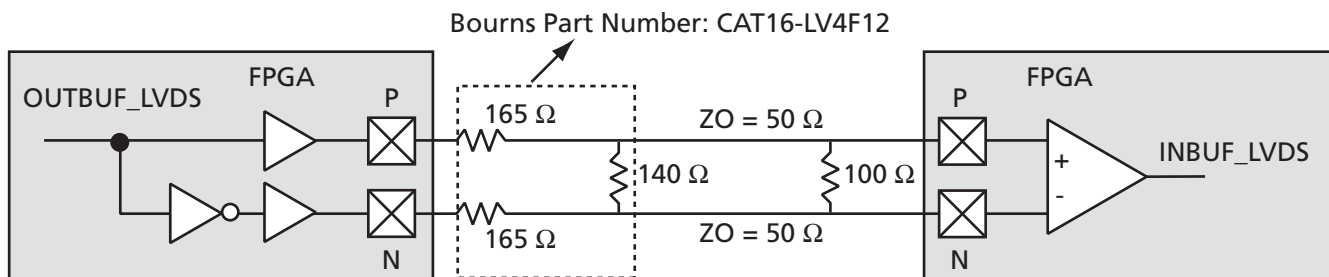 Bourns Part Number: CAT16-LV4F12
FPGA
FPGA
OUTBUF_LVDS
P
165 Ω
ZO = 50 Ω
P
140 Ω
100 Ω
+
-
INBUF_LVDS
N
165 Ω
ZO = 50 Ω
N